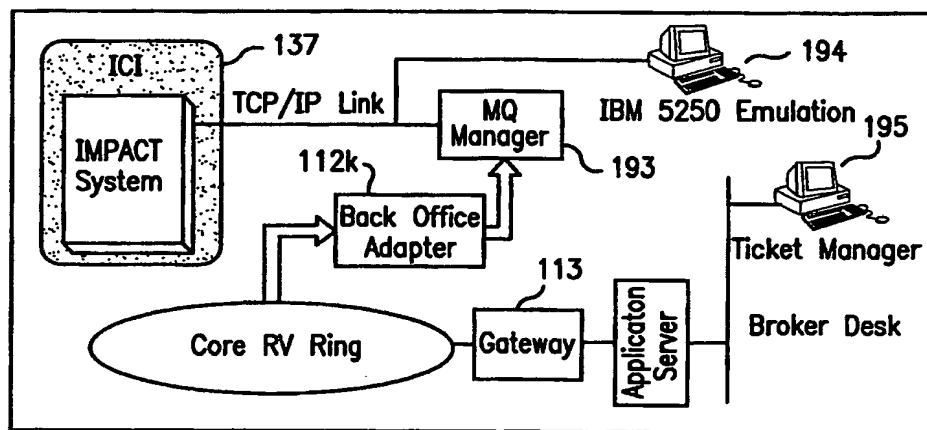 ICI
137
IMPACT
System
TCP/IP Link
MQ
Manager
193
194
IBM 5250 Emulation
112k
Back Office
Adapter
195
Ticket Manager
Core RV Ring
113
Gateway
Applicaton
Server
Broker Desk